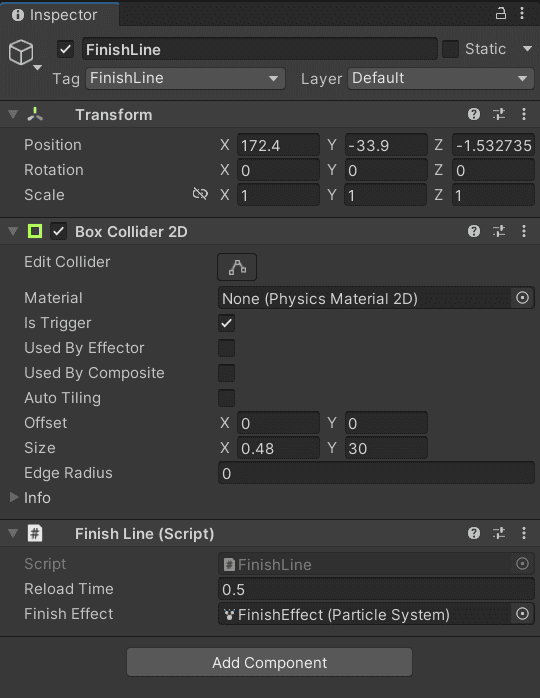 Inspector
FinishLine Static
Tag FinishLine Layer Default
Transform
Position X 172.4 Y -33.9 Z -1.532735
Rotation X 0 Y 0 Z 0
Scale X 1 Y 1 Z 1
Box Collider 2D
Edit Collider
Material None (Physics Material 2D)
Is Trigger
Used By Effector
Used By Composite
Auto Tiling
Offset X 0 Y 0
Size X 0.48 Y 30
Edge Radius 0
Info
# Finish Line (Script)
Script # FinishLine
Reload Time 0.5
Finish Effect FinishEffect (Particle System)
Add Component